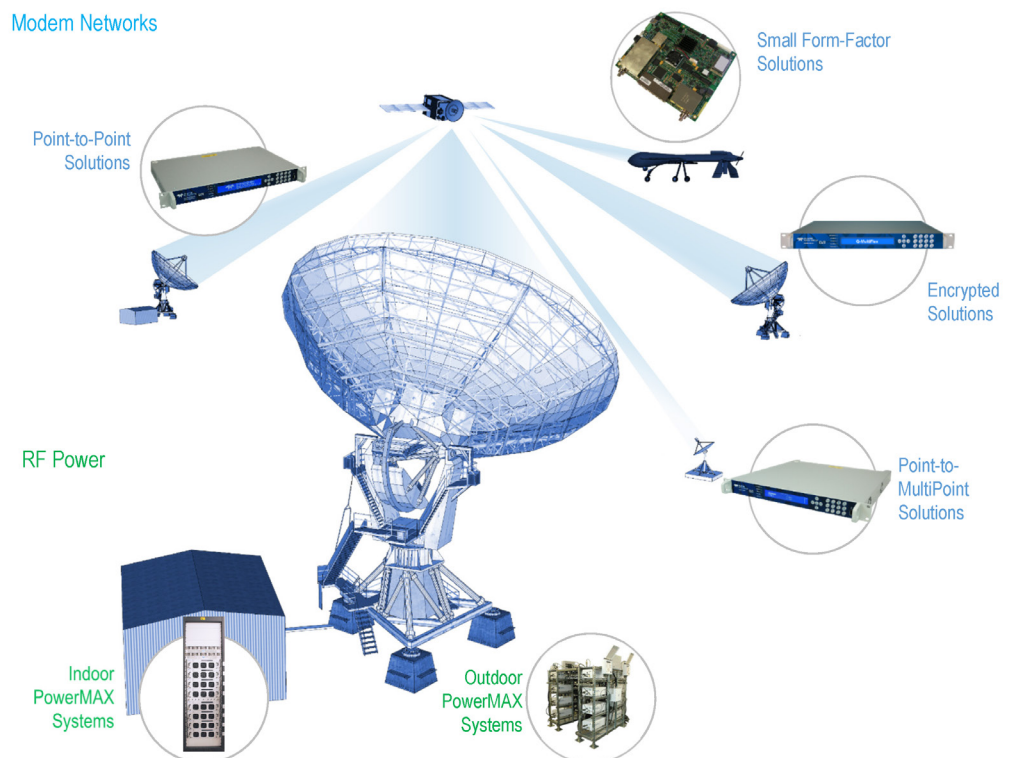 Modem Networks
Small Form-Factor
Solutions
Point-to-Point
Solutions
Encrypted
Solutions
RF Power
Point-to-
MultiPoint
Solutions
Indoor
PowerMAX
Systems
Outdoor
PowerMAX
Systems